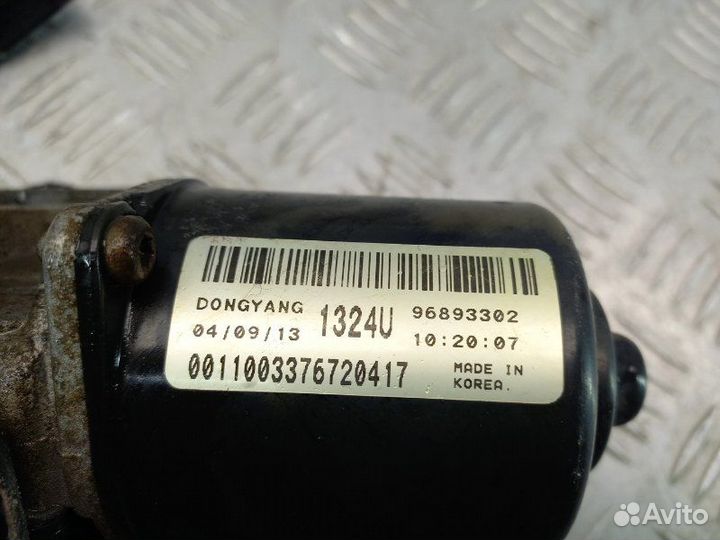 DONGYANG 1324U 96893302
04/09/13 10:20:07
0011003376720417 MADE IN
KOREA.
Avito